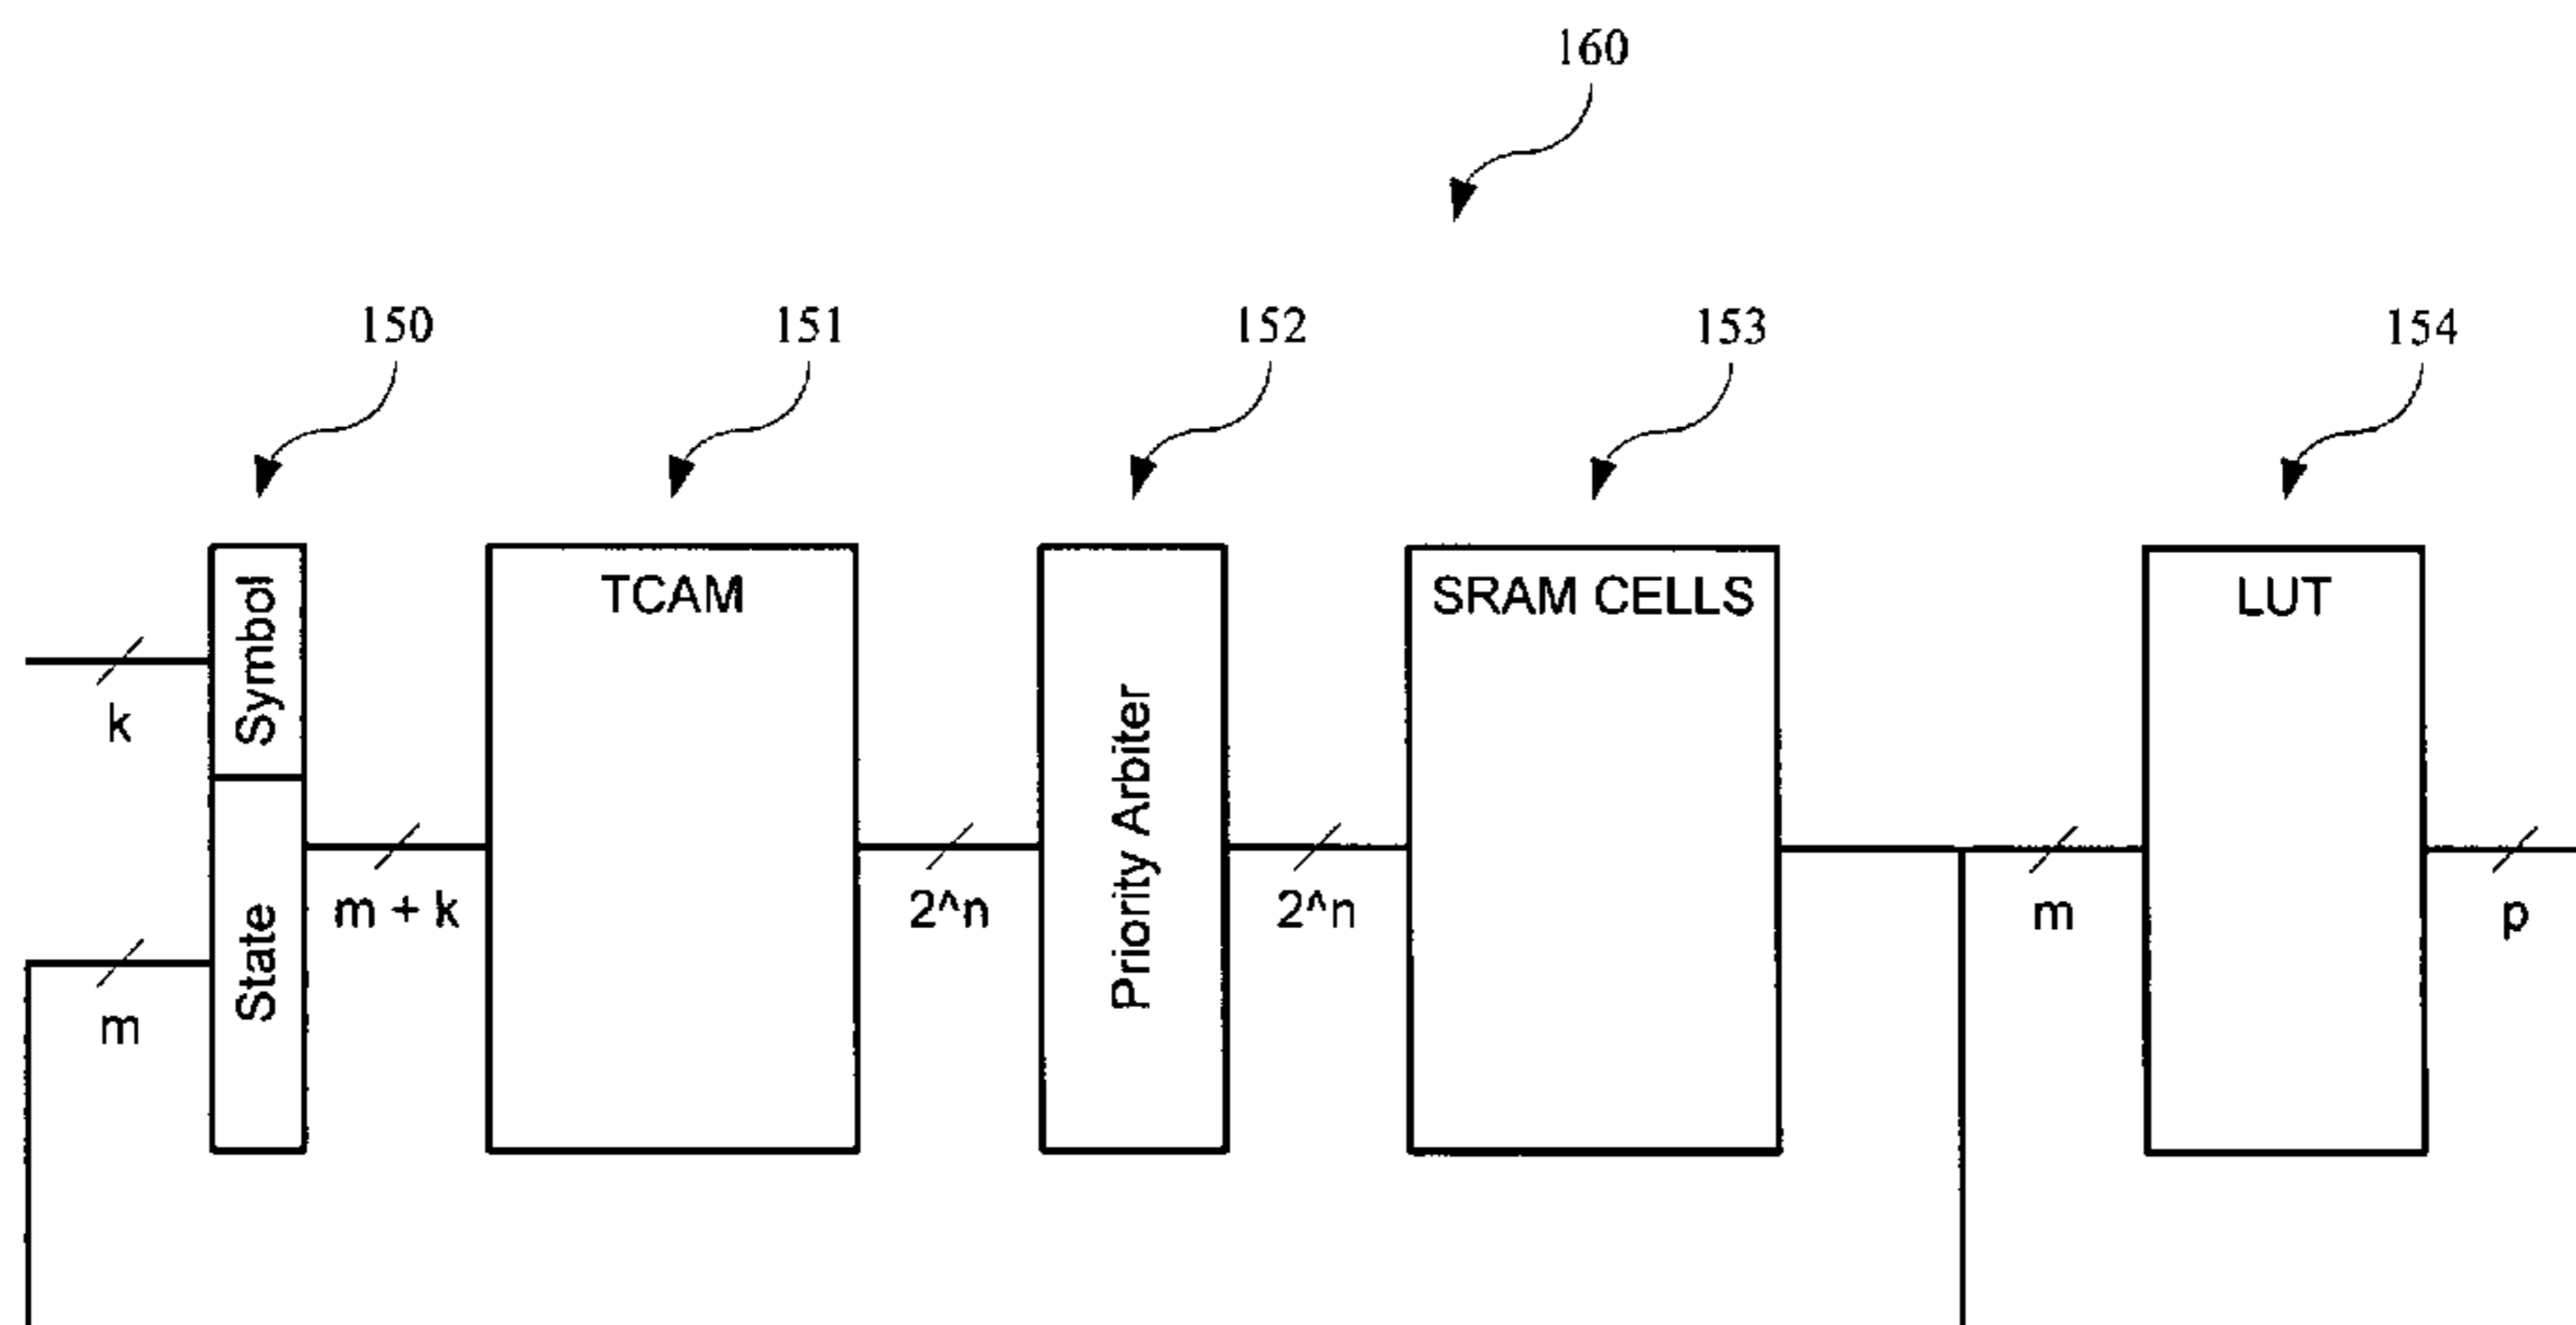 160
150
151
152
153
154
Symbol
State
TCAM
Priority Arbiter
SRAM CELLS
LUT
k
m
m + k
2^n
2^n
m
p